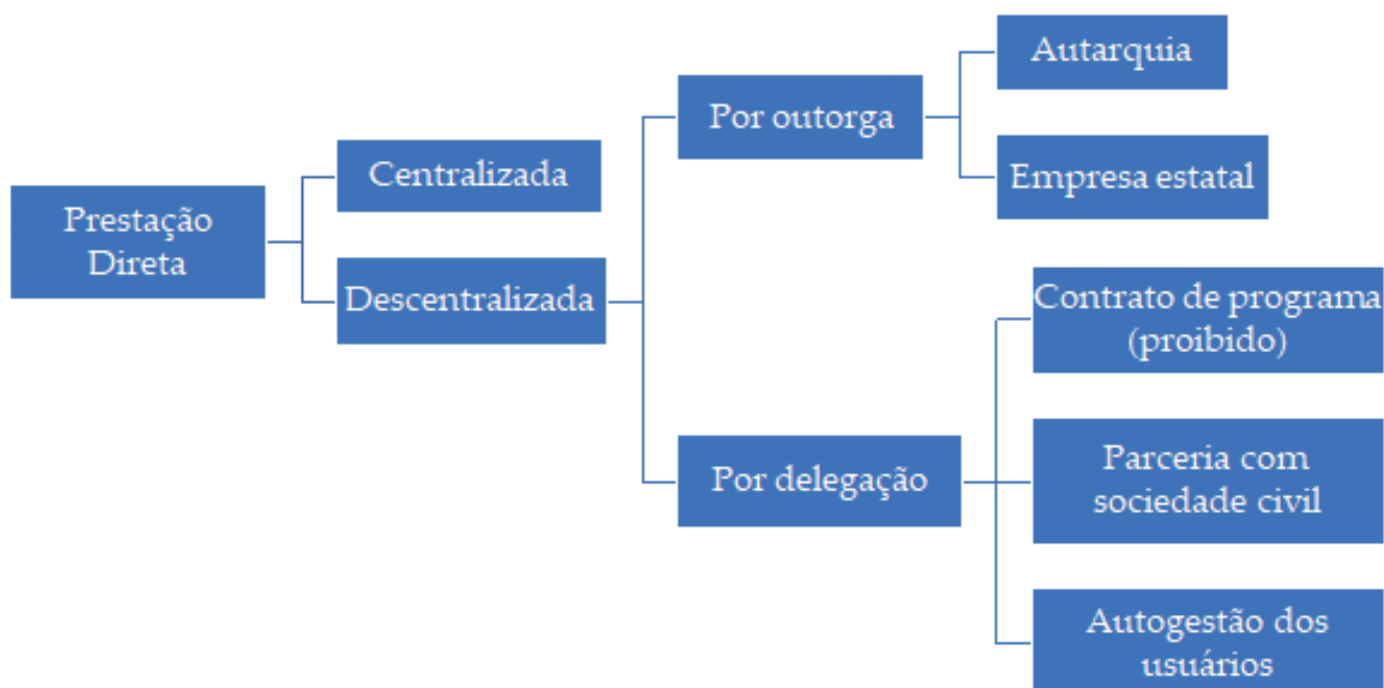 Prestação
Direta
Centralizada
Descentralizada
Por outorga
Autarquia
Empresa estatal
Por delegação
Contrato de programa
(proibido)
Parceria com
sociedade civil
Autogestão dos
usuários